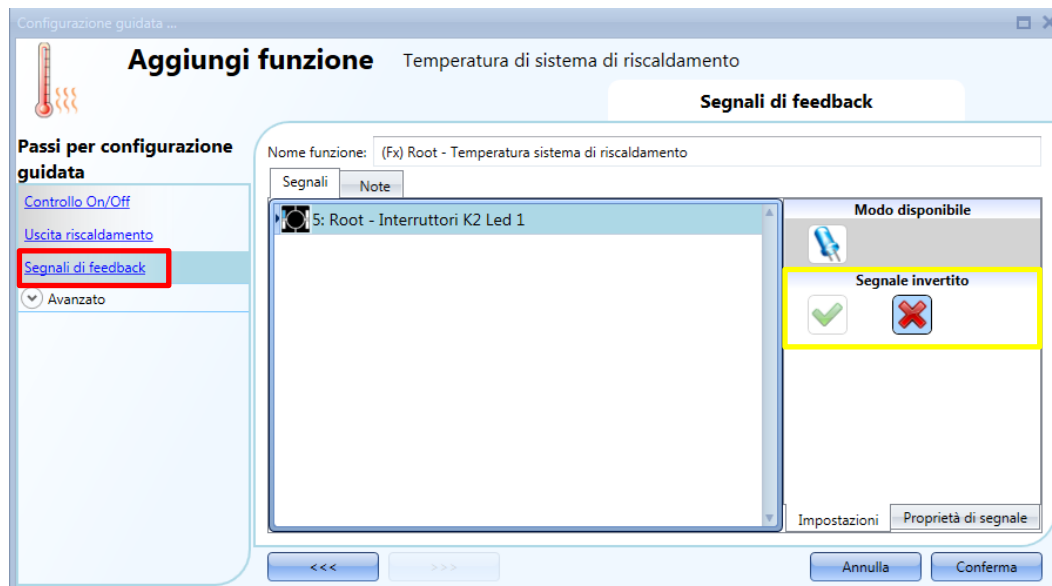 Configurazione guidata ...
Aggiungi funzione Temperatura di sistema di riscaldamento
Segnali di feedback
Passi per configurazione
guidata
Controllo On/Off
Uscita riscaldamento
Segnali di feedback
Avanzato
Nome funzione: (Fx) Root - Temperatura sistema di riscaldamento
Segnali Note
5: Root - Interruttori K2 Led 1
Modo disponibile
Segnale invertito
Impostazioni Proprietà di segnale
<<< >>> Annulla Conferma